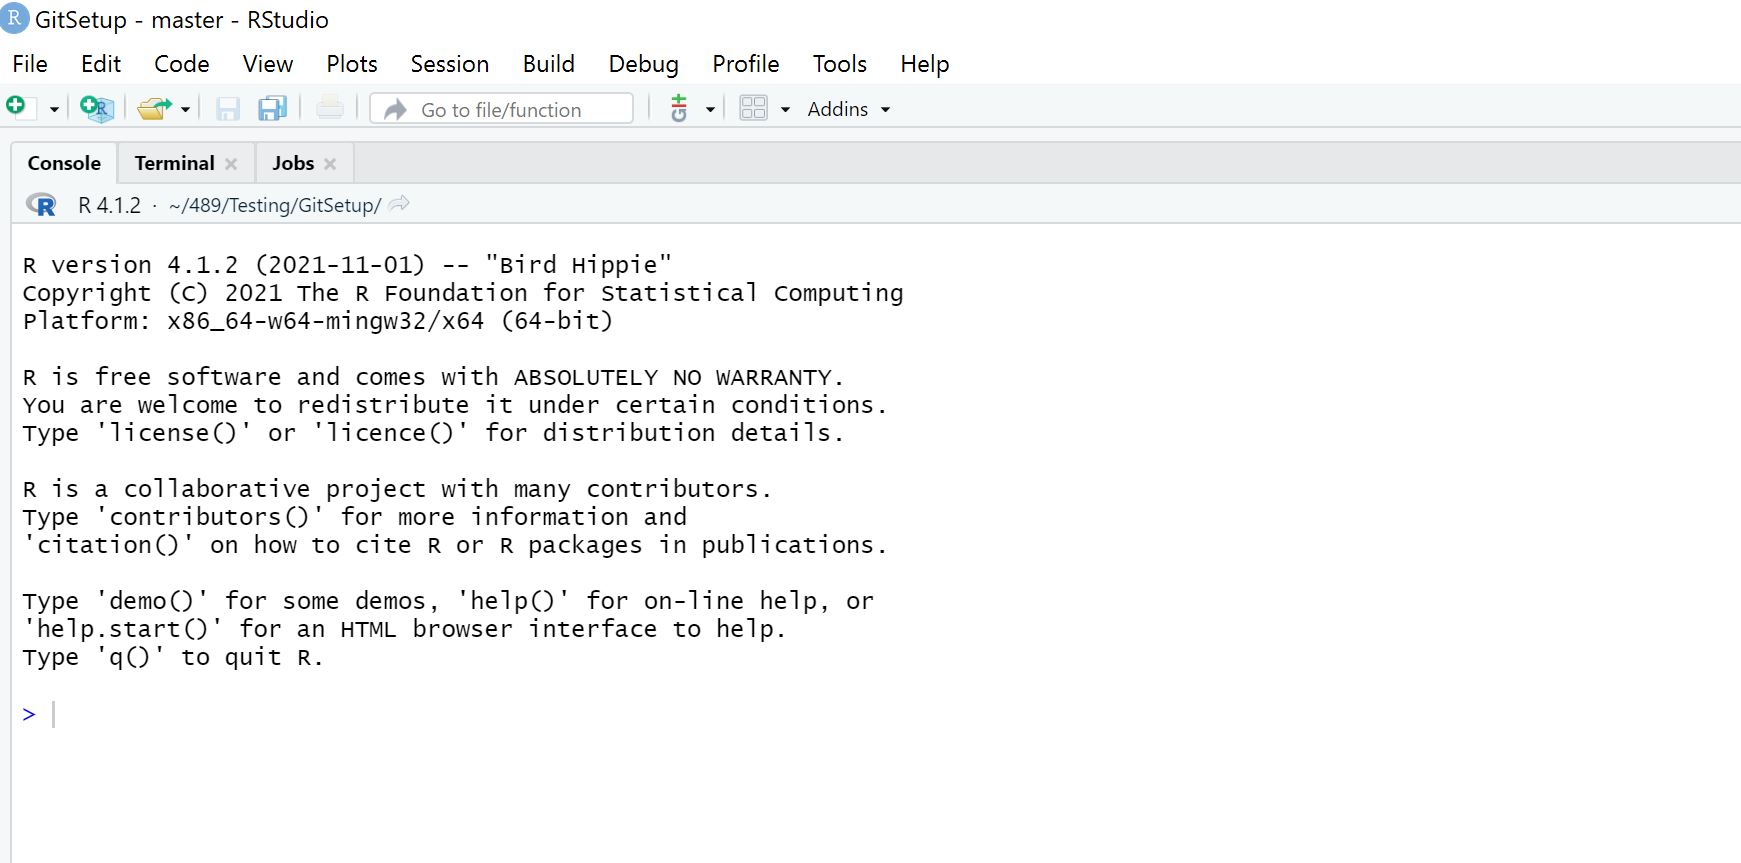 R GitSetup - master - RStudio
File Edit Code View Plots Session Build Debug Profile Tools Help
R Go to file/function Git Addins
Console Terminal × Jobs ×
R R 4.1.2 · ~/489/Testing/GitSetup/
R version 4.1.2 (2021-11-01) -- "Bird Hippie"
Copyright (C) 2021 The R Foundation for Statistical Computing
Platform: x86_64-w64-mingw32/x64 (64-bit)
R is free software and comes with ABSOLUTELY NO WARRANTY.
You are welcome to redistribute it under certain conditions.
Type 'license()' or 'licence()' for distribution details.
R is a collaborative project with many contributors.
Type 'contributors()' for more information and
'citation()' on how to cite R or R packages in publications.
Type 'demo()' for some demos, 'help()' for on-line help, or
'help.start()' for an HTML browser interface to help.
Type 'q()' to quit R.
>